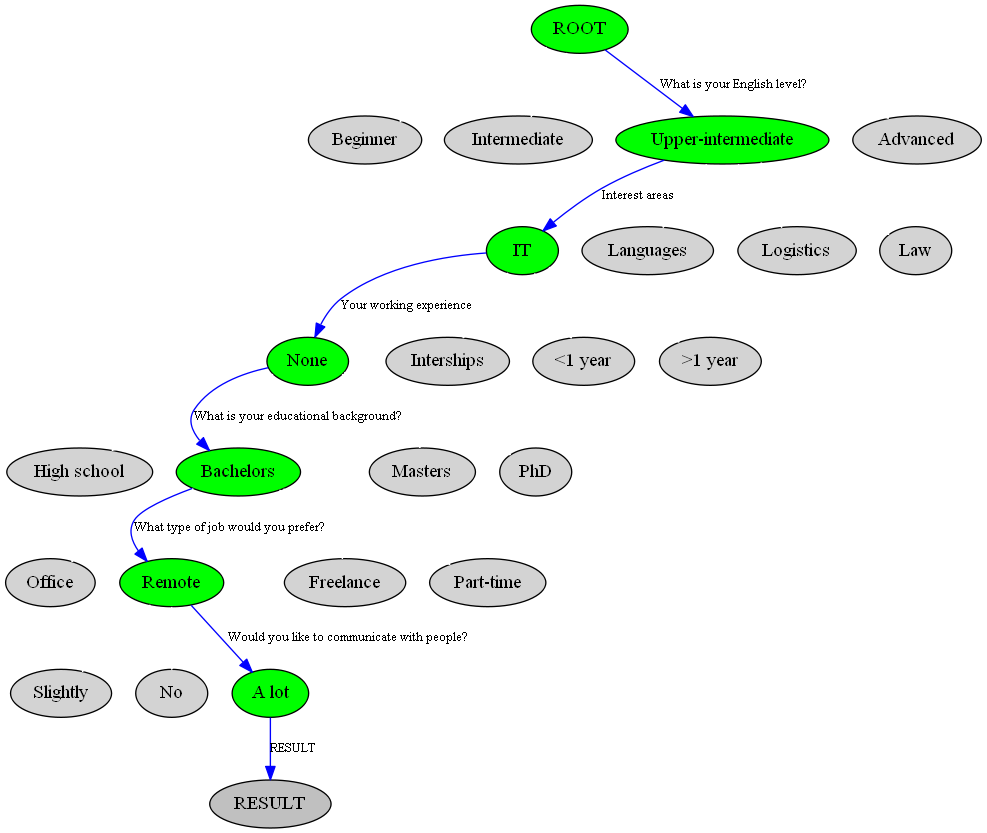 ROOT
What is your English level?
Beginner Intermediate Upper-intermediate Advanced
Interest areas
IT Languages Logistics Law
Your working experience
None Interships <1 year >1 year
What is your educational background?
High school Bachelors Masters PhD
What type of job would you prefer?
Office Remote Freelance Part-time
Would you like to communicate with people?
Slightly No A lot
RESULT
RESULT